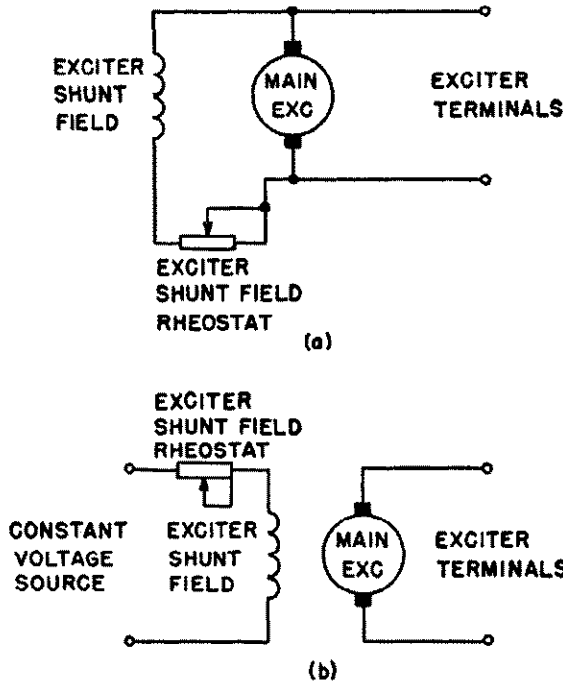 EXCITER
SHUNT
FIELD
MAIN
EXC
EXCITER
TERMINALS
EXCITER
SHUNT FIELD
RHEOSTAT
(a)
EXCITER
SHUNT FIELD
RHEOSTAT
CONSTANT
VOLTAGE
SOURCE
EXCITER
SHUNT
FIELD
MAIN
EXC
EXCITER
TERMINALS
(b)